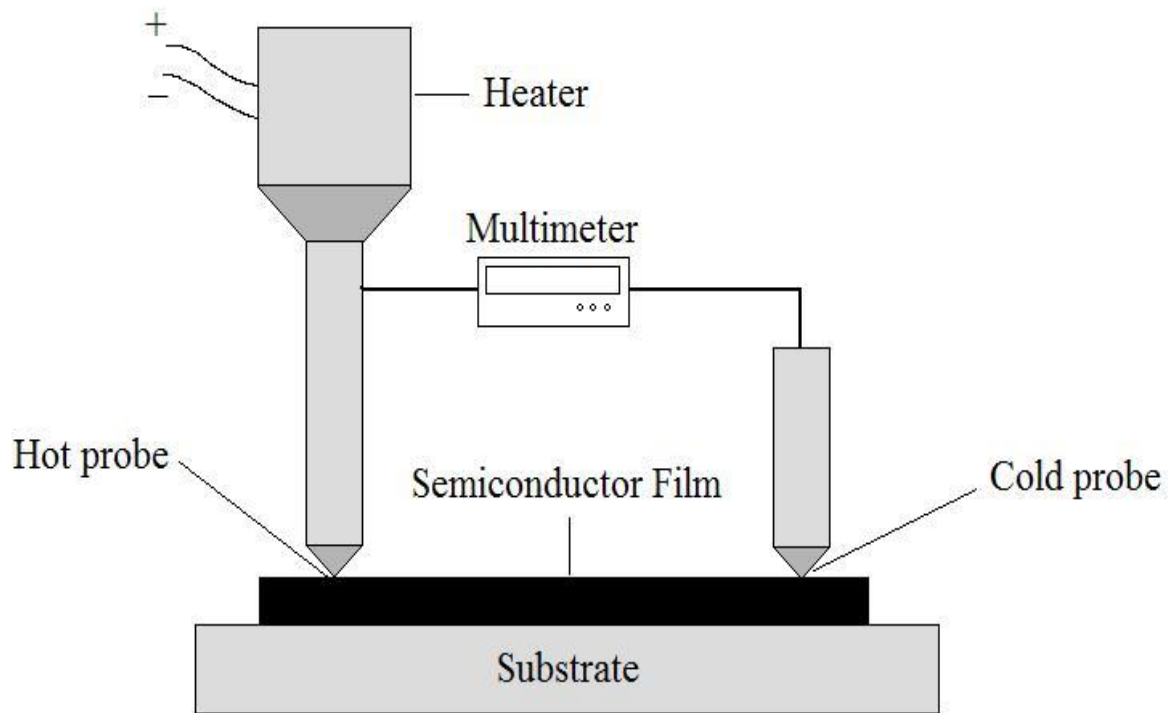 +
−
Heater
Multimeter
Hot probe
Semiconductor Film
Cold probe
Substrate